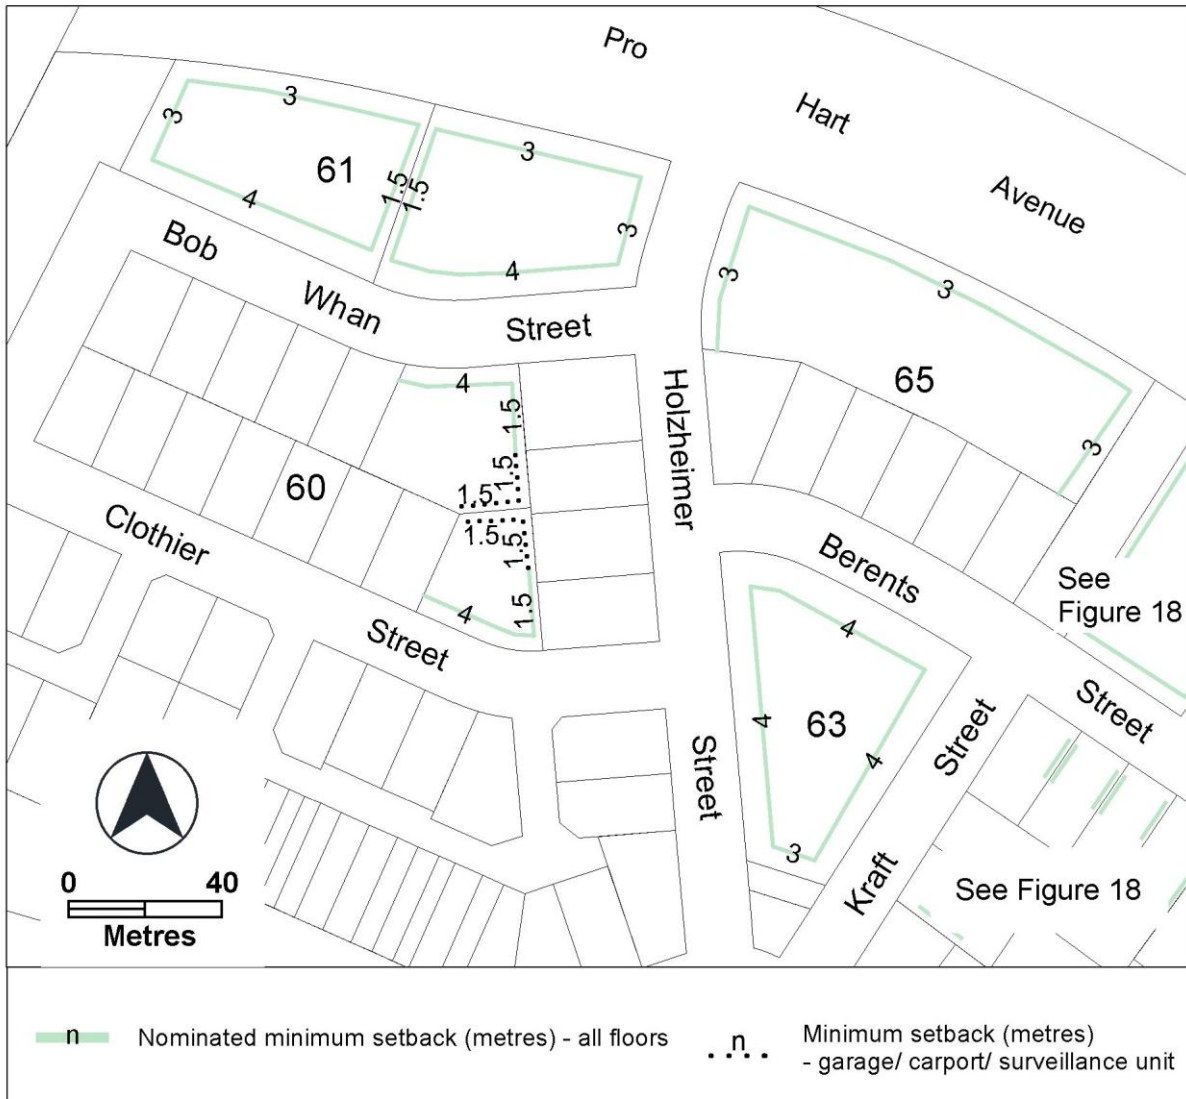 Pro
Hart
Avenue
3
3
61
4
1.5
1.5
3
3
4
Bob
Whan
Street
3
3
65
3
4
1.5
1.5
1.5
60
1.5
1.5
1.5
4
Holzheimer
Street
Clothier
Street
Berents
Street
See
Figure 18
4
4
63
4
3
Kraft
Street
See Figure 18
0 40
Metres
n Nominated minimum setback (metres) - all floors
n Minimum setback (metres)
- garage/ carport/ surveillance unit